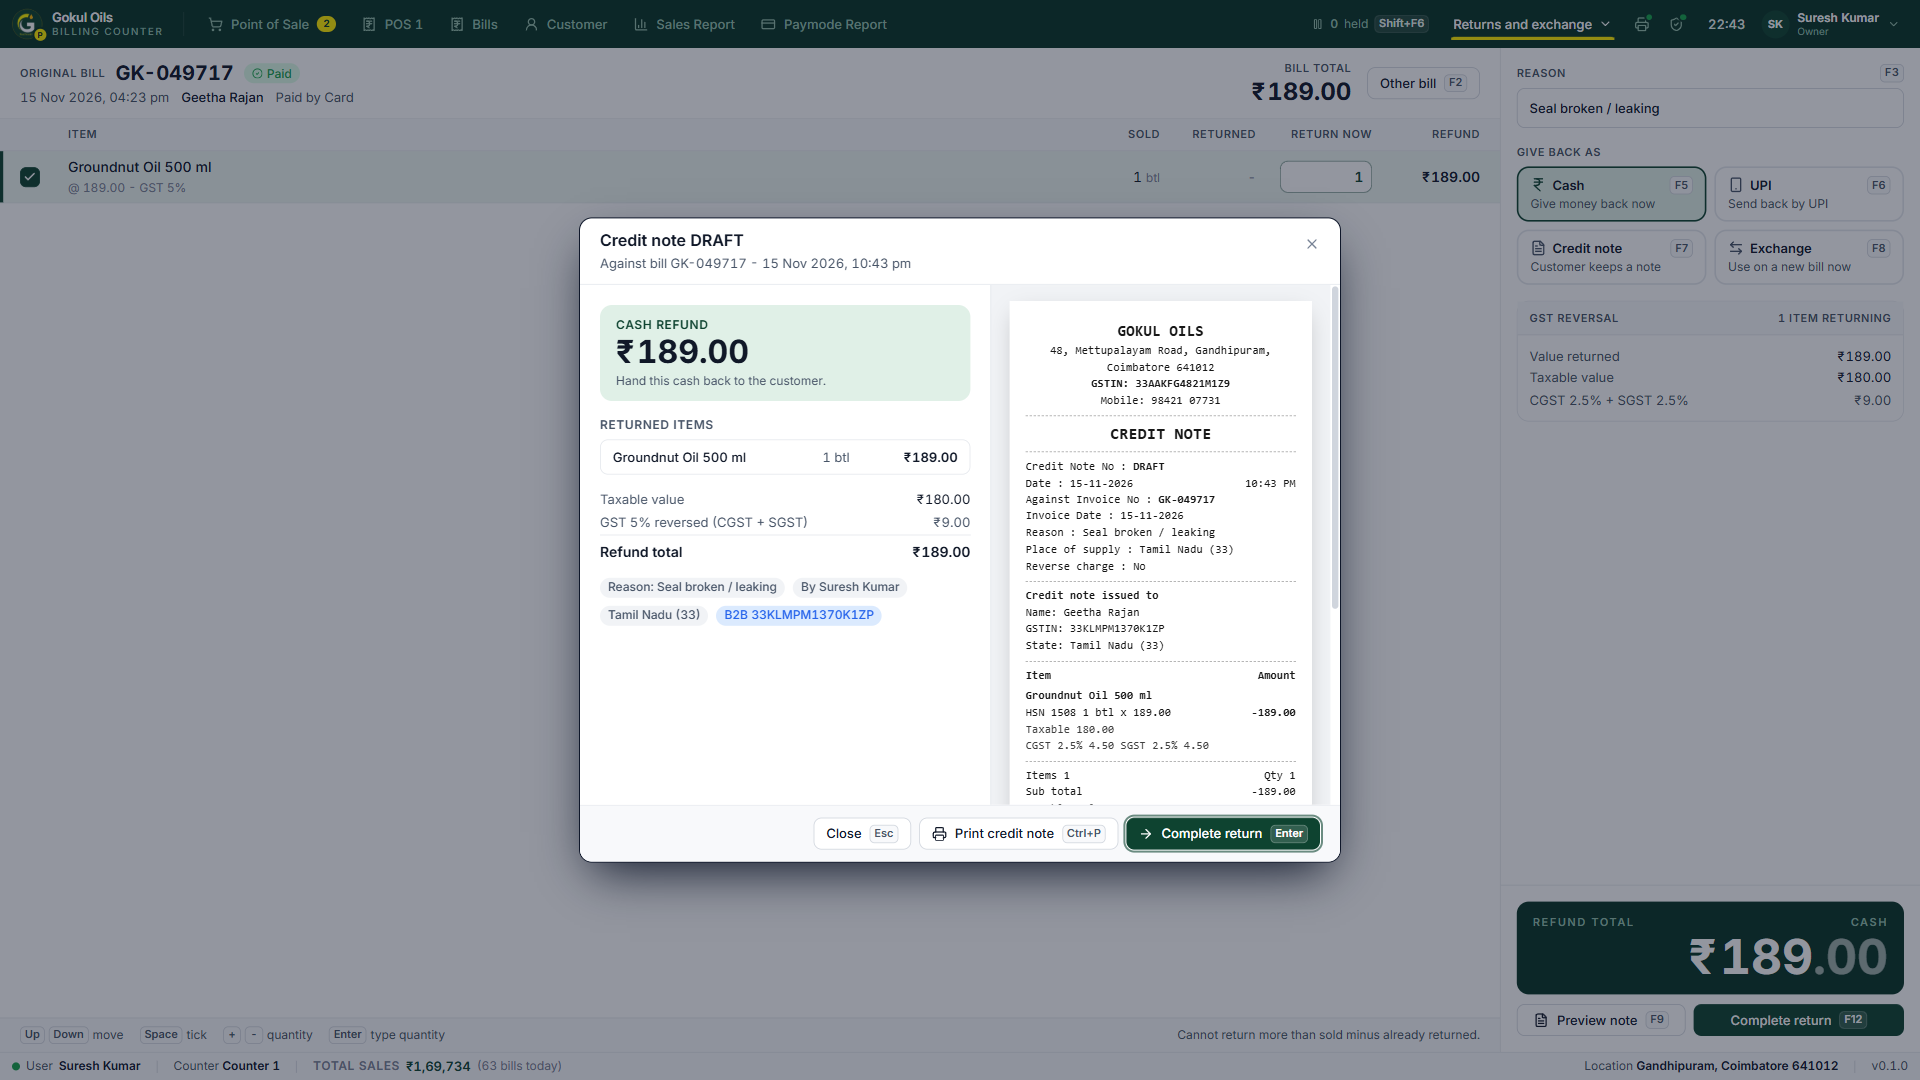 Gokul Oils
BILLING COUNTER
Point of Sale 2
POS 1
Bills
Customer
Sales Report
Paymode Report
0 held Shift+F6
Returns and exchange
22:43
SK
Suresh Kumar
Owner
ORIGINAL BILL GK-049717 Paid
15 Nov 2026, 04:23 pm Geetha Rajan Paid by Card
BILL TOTAL
₹189.00
Other bill F2
ITEM SOLD RETURNED RETURN NOW REFUND
Groundnut Oil 500 ml
@ 189.00 - GST 5%
1 btl - 1 ₹189.00
REASON F3
Seal broken / leaking
GIVE BACK AS
Cash F5
Give money back now
UPI F6
Send back by UPI
Credit note F7
Customer keeps a note
Exchange F8
Use on a new bill now
GST REVERSAL 1 ITEM RETURNING
Value returned ₹189.00
Taxable value ₹180.00
CGST 2.5% + SGST 2.5% ₹9.00
Credit note DRAFT
Against bill GK-049717 - 15 Nov 2026, 10:43 pm
CASH REFUND
₹189.00
Hand this cash back to the customer.
RETURNED ITEMS
Groundnut Oil 500 ml 1 btl ₹189.00
Taxable value ₹180.00
GST 5% reversed (CGST + SGST) ₹9.00
Refund total ₹189.00
Reason: Seal broken / leaking By Suresh Kumar
Tamil Nadu (33) B2B 33KLMPM1370K1ZP
GOKUL OILS
48, Mettupalayam Road, Gandhipuram,
Coimbatore 641012
GSTIN: 33AAKFG4821M1Z9
Mobile: 98421 07731
CREDIT NOTE
Credit Note No : DRAFT
Date : 15-11-2026 10:43 PM
Against Invoice No : GK-049717
Invoice Date : 15-11-2026
Reason : Seal broken / leaking
Place of supply : Tamil Nadu (33)
Reverse charge : No
Credit note issued to
Name: Geetha Rajan
GSTIN: 33KLMPM1370K1ZP
State: Tamil Nadu (33)
Item Amount
Groundnut Oil 500 ml
HSN 1508 1 btl x 189.00 -189.00
Taxable 180.00
CGST 2.5% 4.50 SGST 2.5% 4.50
Items 1 Qty 1
Sub total -189.00
Close Esc
Print credit note Ctrl+P
Complete return Enter
REFUND TOTAL CASH
₹189.00
Preview note F9
Complete return F12
Up Down move Space tick + - quantity Enter type quantity
Cannot return more than sold minus already returned.
User Suresh Kumar Counter Counter 1 TOTAL SALES ₹1,69,734 (63 bills today)
Location Gandhipuram, Coimbatore 641012 v0.1.0